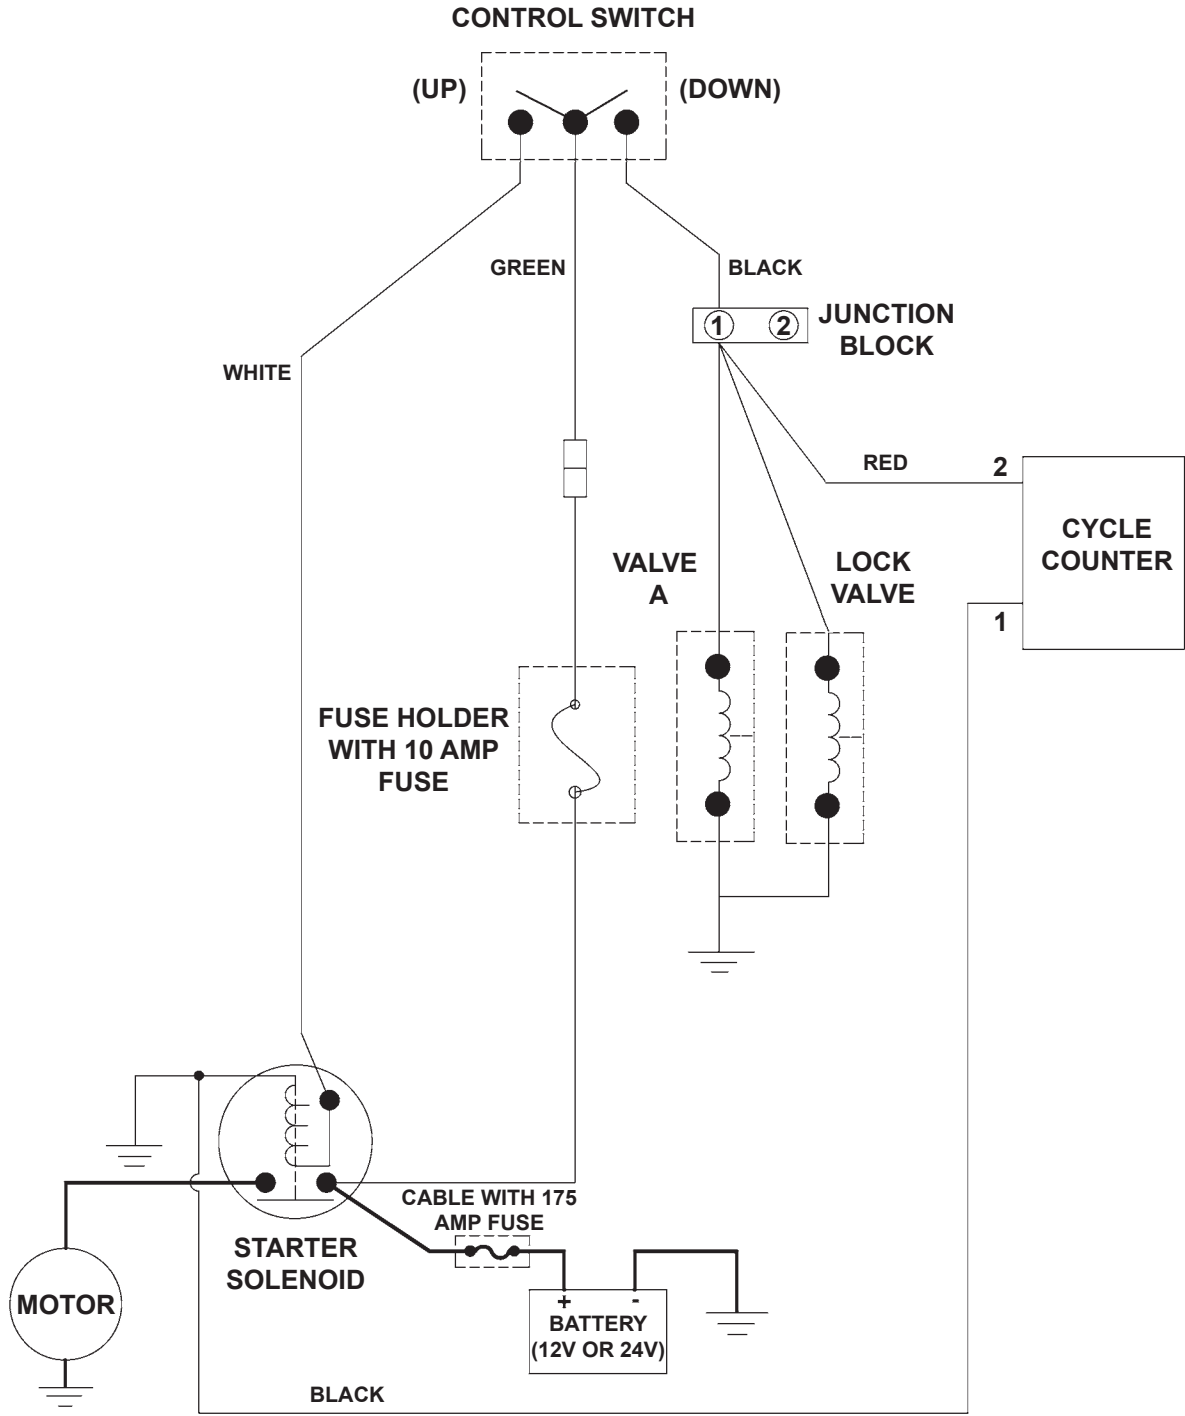 CONTROL SWITCH
(UP)
(DOWN)
GREEN
BLACK
1
2
JUNCTION
BLOCK
WHITE
RED
2
CYCLE
COUNTER
1
VALVE
A
LOCK
VALVE
FUSE HOLDER
WITH 10 AMP
FUSE
CABLE WITH 175
AMP FUSE
STARTER
SOLENOID
MOTOR
+
-
BATTERY
(12V OR 24V)
BLACK